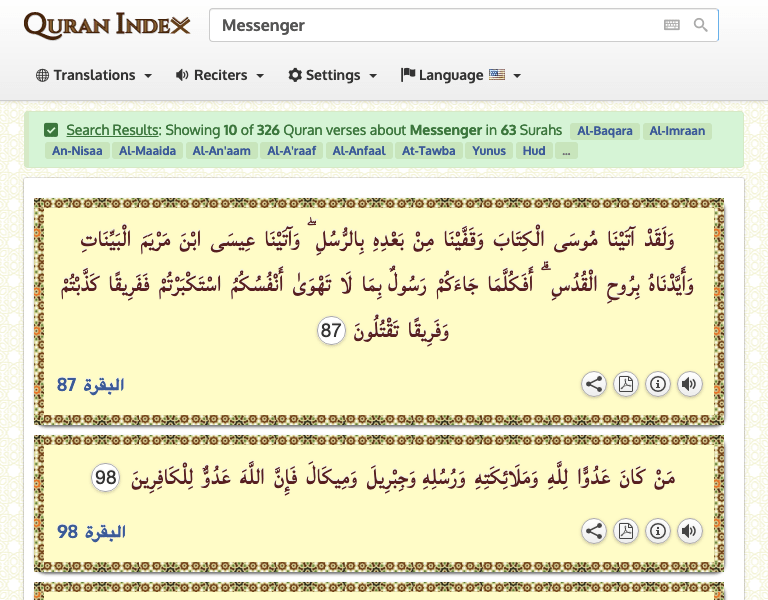 QURAN INDEX
Messenger
Translations Reciters Settings Language
Search Results: Showing 10 of 326 Quran verses about Messenger in 63 Surahs Al-Baqara Al-Imraan
An-Nisaa Al-Maaida Al-An'aam Al-A'raaf Al-Anfaal At-Tawba Yunus Hud ...
وَلَقَدْ آتَيْنَا مُوسَى الْكِتَابَ وَقَفَّيْنَا مِنْ بَعْدِهِ بِالرُّسُلِ ۖ وَآتَيْنَا عِيسَى ابْنَ مَرْيَمَ الْبَيِّنَاتِ
وَأَيَّدْنَاهُ بِرُوحِ الْقُدُسِ ۗ أَفَكُلَّمَا جَاءَكُمْ رَسُولٌ بِمَا لَا تَهْوَىٰ أَنْفُسُكُمُ اسْتَكْبَرْتُمْ فَفَرِيقًا كَذَّبْتُمْ
وَفَرِيقًا تَقْتُلُونَ 87
البقرة 87
مَنْ كَانَ عَدُوًّا لِلَّهِ وَمَلَائِكَتِهِ وَرُسُلِهِ وَجِبْرِيلَ وَمِيكَالَ فَإِنَّ اللَّهَ عَدُوٌّ لِلْكَافِرِينَ 98
البقرة 98